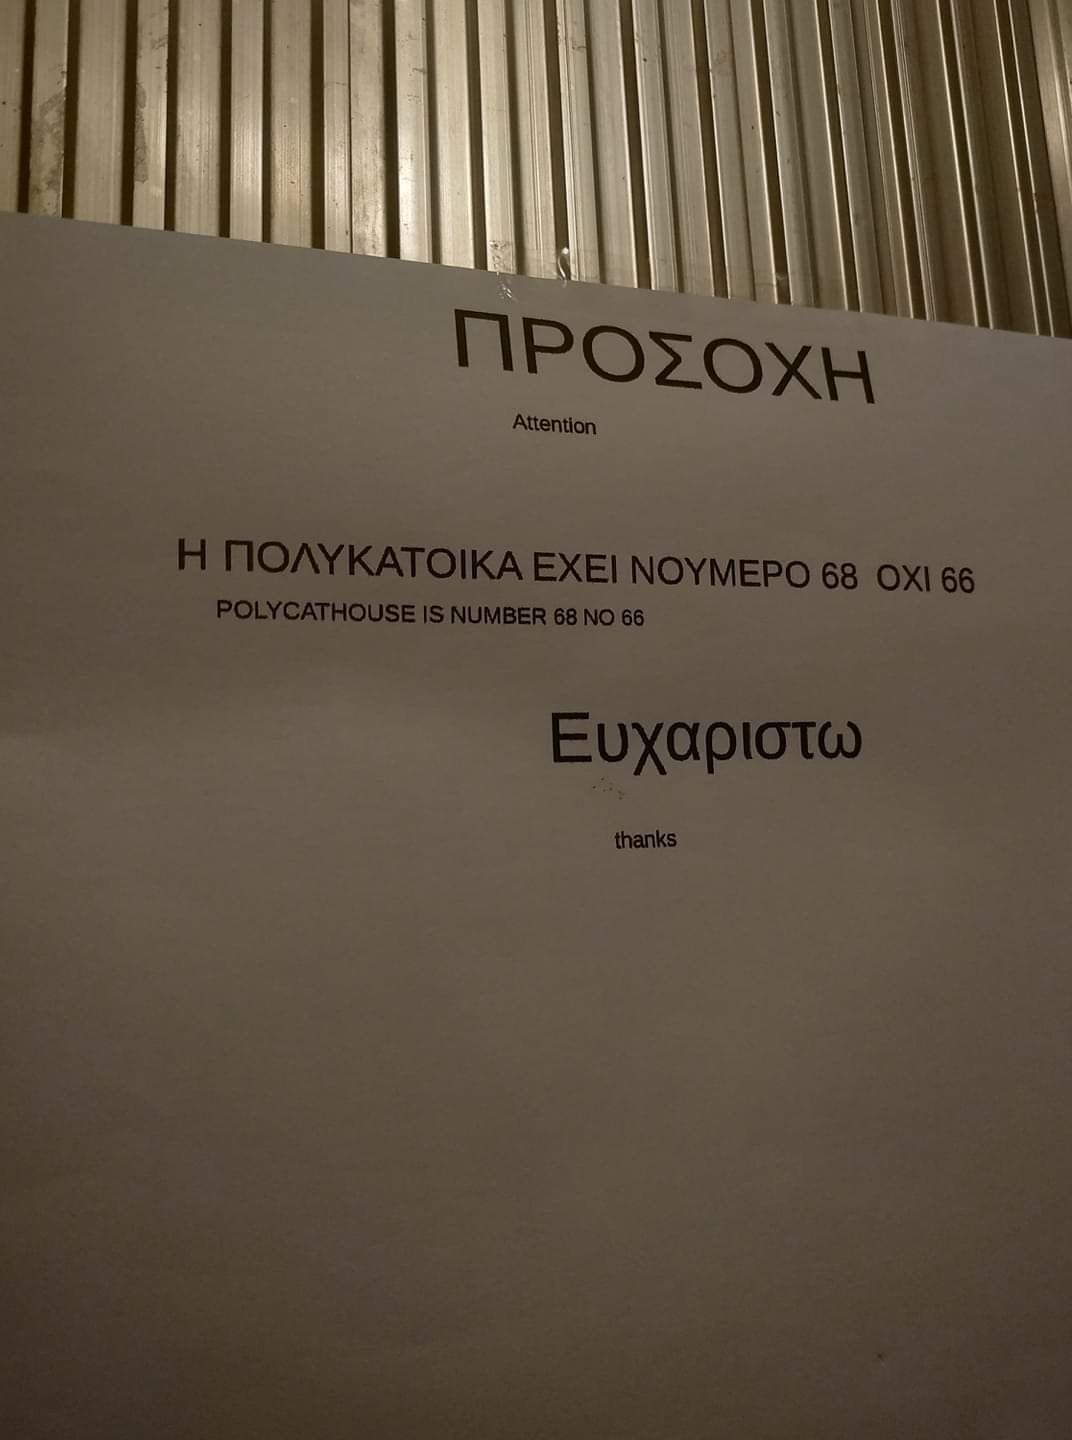 ΠΡΟΣΟΧΗ
Attention
Η ΠΟΛΥΚΑΤΟΙΚΑ ΕΧΕΙ ΝΟΥΜΕΡΟ 68 ΟΧΙ 66
POLYCATHOUSE IS NUMBER 68 NO 66
Ευχαριστω
thanks